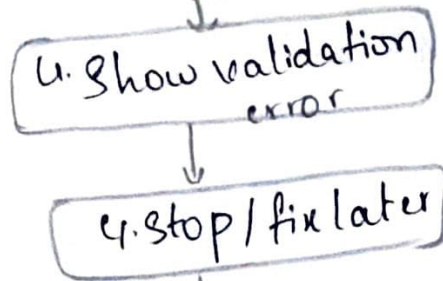 4. Show validation
error
4. Stop / fix later